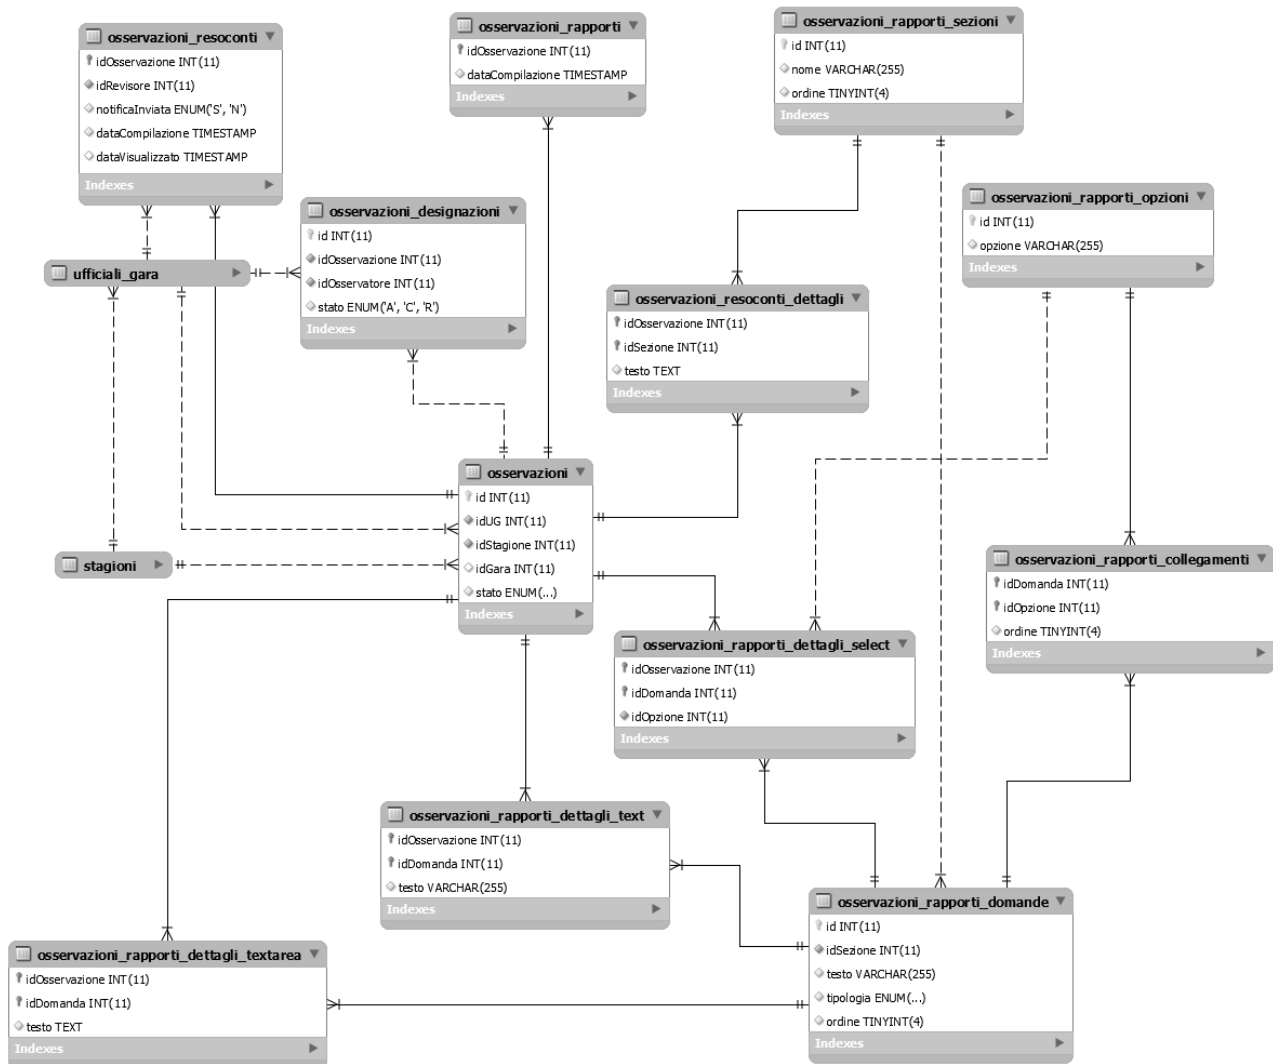 osservazioni_resoconti
idOsservazione INT(11)
idRevisore INT(11)
notificaInviata ENUM('S', 'N')
dataCompilazione TIMESTAMP
dataVisualizzato TIMESTAMP
Indexes
osservazioni_rapporti
idOsservazione INT(11)
dataCompilazione TIMESTAMP
Indexes
osservazioni_rapporti_sezioni
id INT(11)
nome VARCHAR(255)
ordine TINYINT(4)
Indexes
osservazioni_designazioni
id INT(11)
idOsservazione INT(11)
idOsservatore INT(11)
stato ENUM('A', 'C', 'R')
Indexes
osservazioni_rapporti_opzioni
id INT(11)
opzione VARCHAR(255)
Indexes
ufficiali_gara
osservazioni_resoconti_dettagli
idOsservazione INT(11)
idSezione INT(11)
testo TEXT
Indexes
osservazioni
id INT(11)
idUG INT(11)
idStagione INT(11)
idGara INT(11)
stato ENUM(...)
Indexes
stagioni
osservazioni_rapporti_collegamenti
idDomanda INT(11)
idOpzione INT(11)
ordine TINYINT(4)
Indexes
osservazioni_rapporti_dettagli_select
idOsservazione INT(11)
idDomanda INT(11)
idOpzione INT(11)
Indexes
osservazioni_rapporti_dettagli_text
idOsservazione INT(11)
idDomanda INT(11)
testo VARCHAR(255)
Indexes
osservazioni_rapporti_domande
id INT(11)
idSezione INT(11)
testo VARCHAR(255)
tipologia ENUM(...)
ordine TINYINT(4)
Indexes
osservazioni_rapporti_dettagli_textarea
idOsservazione INT(11)
idDomanda INT(11)
testo TEXT
Indexes